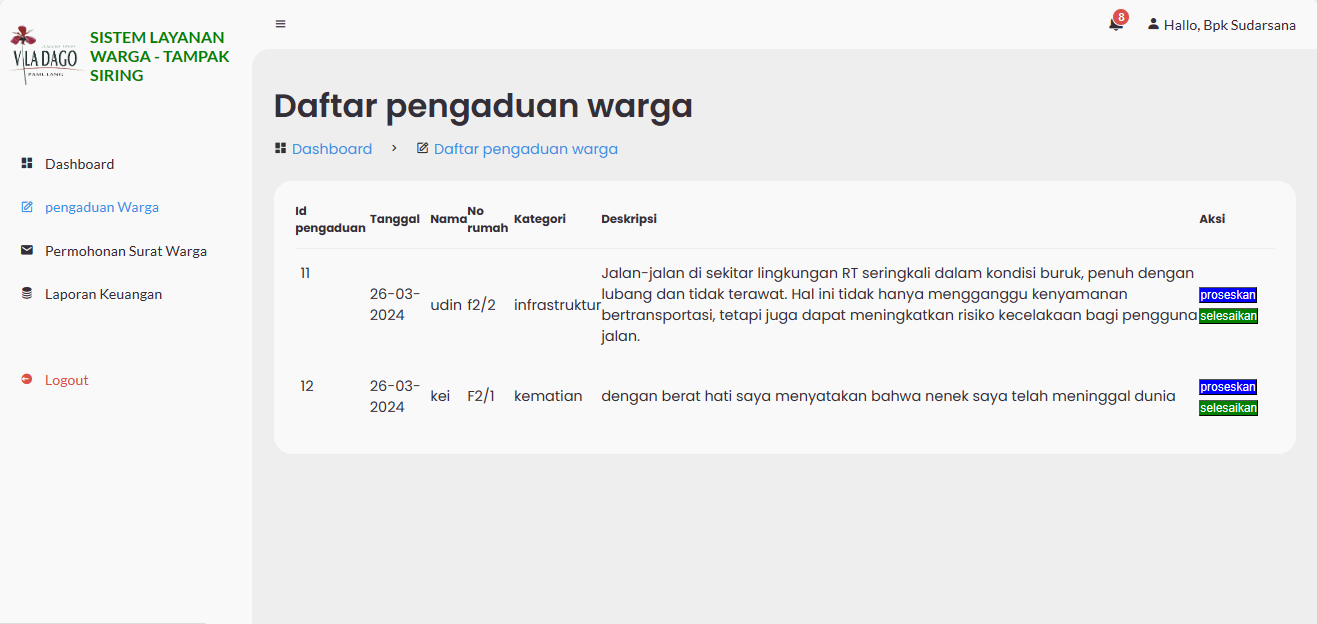 VILA DAGO
PAMULANG
SISTEM LAYANAN
WARGA - TAMPAK
SIRING
8
Hallo, Bpk Sudarsana
Dashboard
pengaduan Warga
Permohonan Surat Warga
Laporan Keuangan
Logout
Daftar pengaduan warga
Dashboard > Daftar pengaduan warga
Id pengaduan Tanggal Nama No rumah Kategori Deskripsi Aksi
11 26-03-2024 udin f2/2 infrastruktur
Jalan-jalan di sekitar lingkungan RT seringkali dalam kondisi buruk, penuh dengan
lubang dan tidak terawat. Hal ini tidak hanya mengganggu kenyamanan
bertransportasi, tetapi juga dapat meningkatkan risiko kecelakaan bagi pengguna
jalan.
proseskan
selesaikan
12 26-03-2024 kei F2/1 kematian dengan berat hati saya menyatakan bahwa nenek saya telah meninggal dunia
proseskan
selesaikan